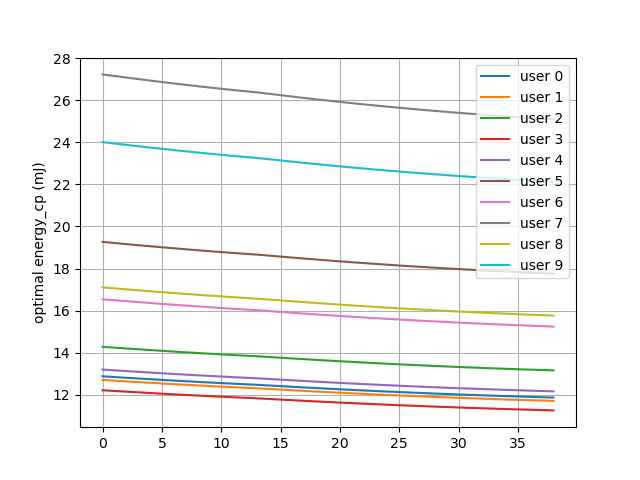 28
26
24
22
20
18
16
14
12
optimal energy_cp (mJ)
0 5 10 15 20 25 30 35
user 0
user 1
user 2
user 3
user 4
user 5
user 6
user 7
user 8
user 9